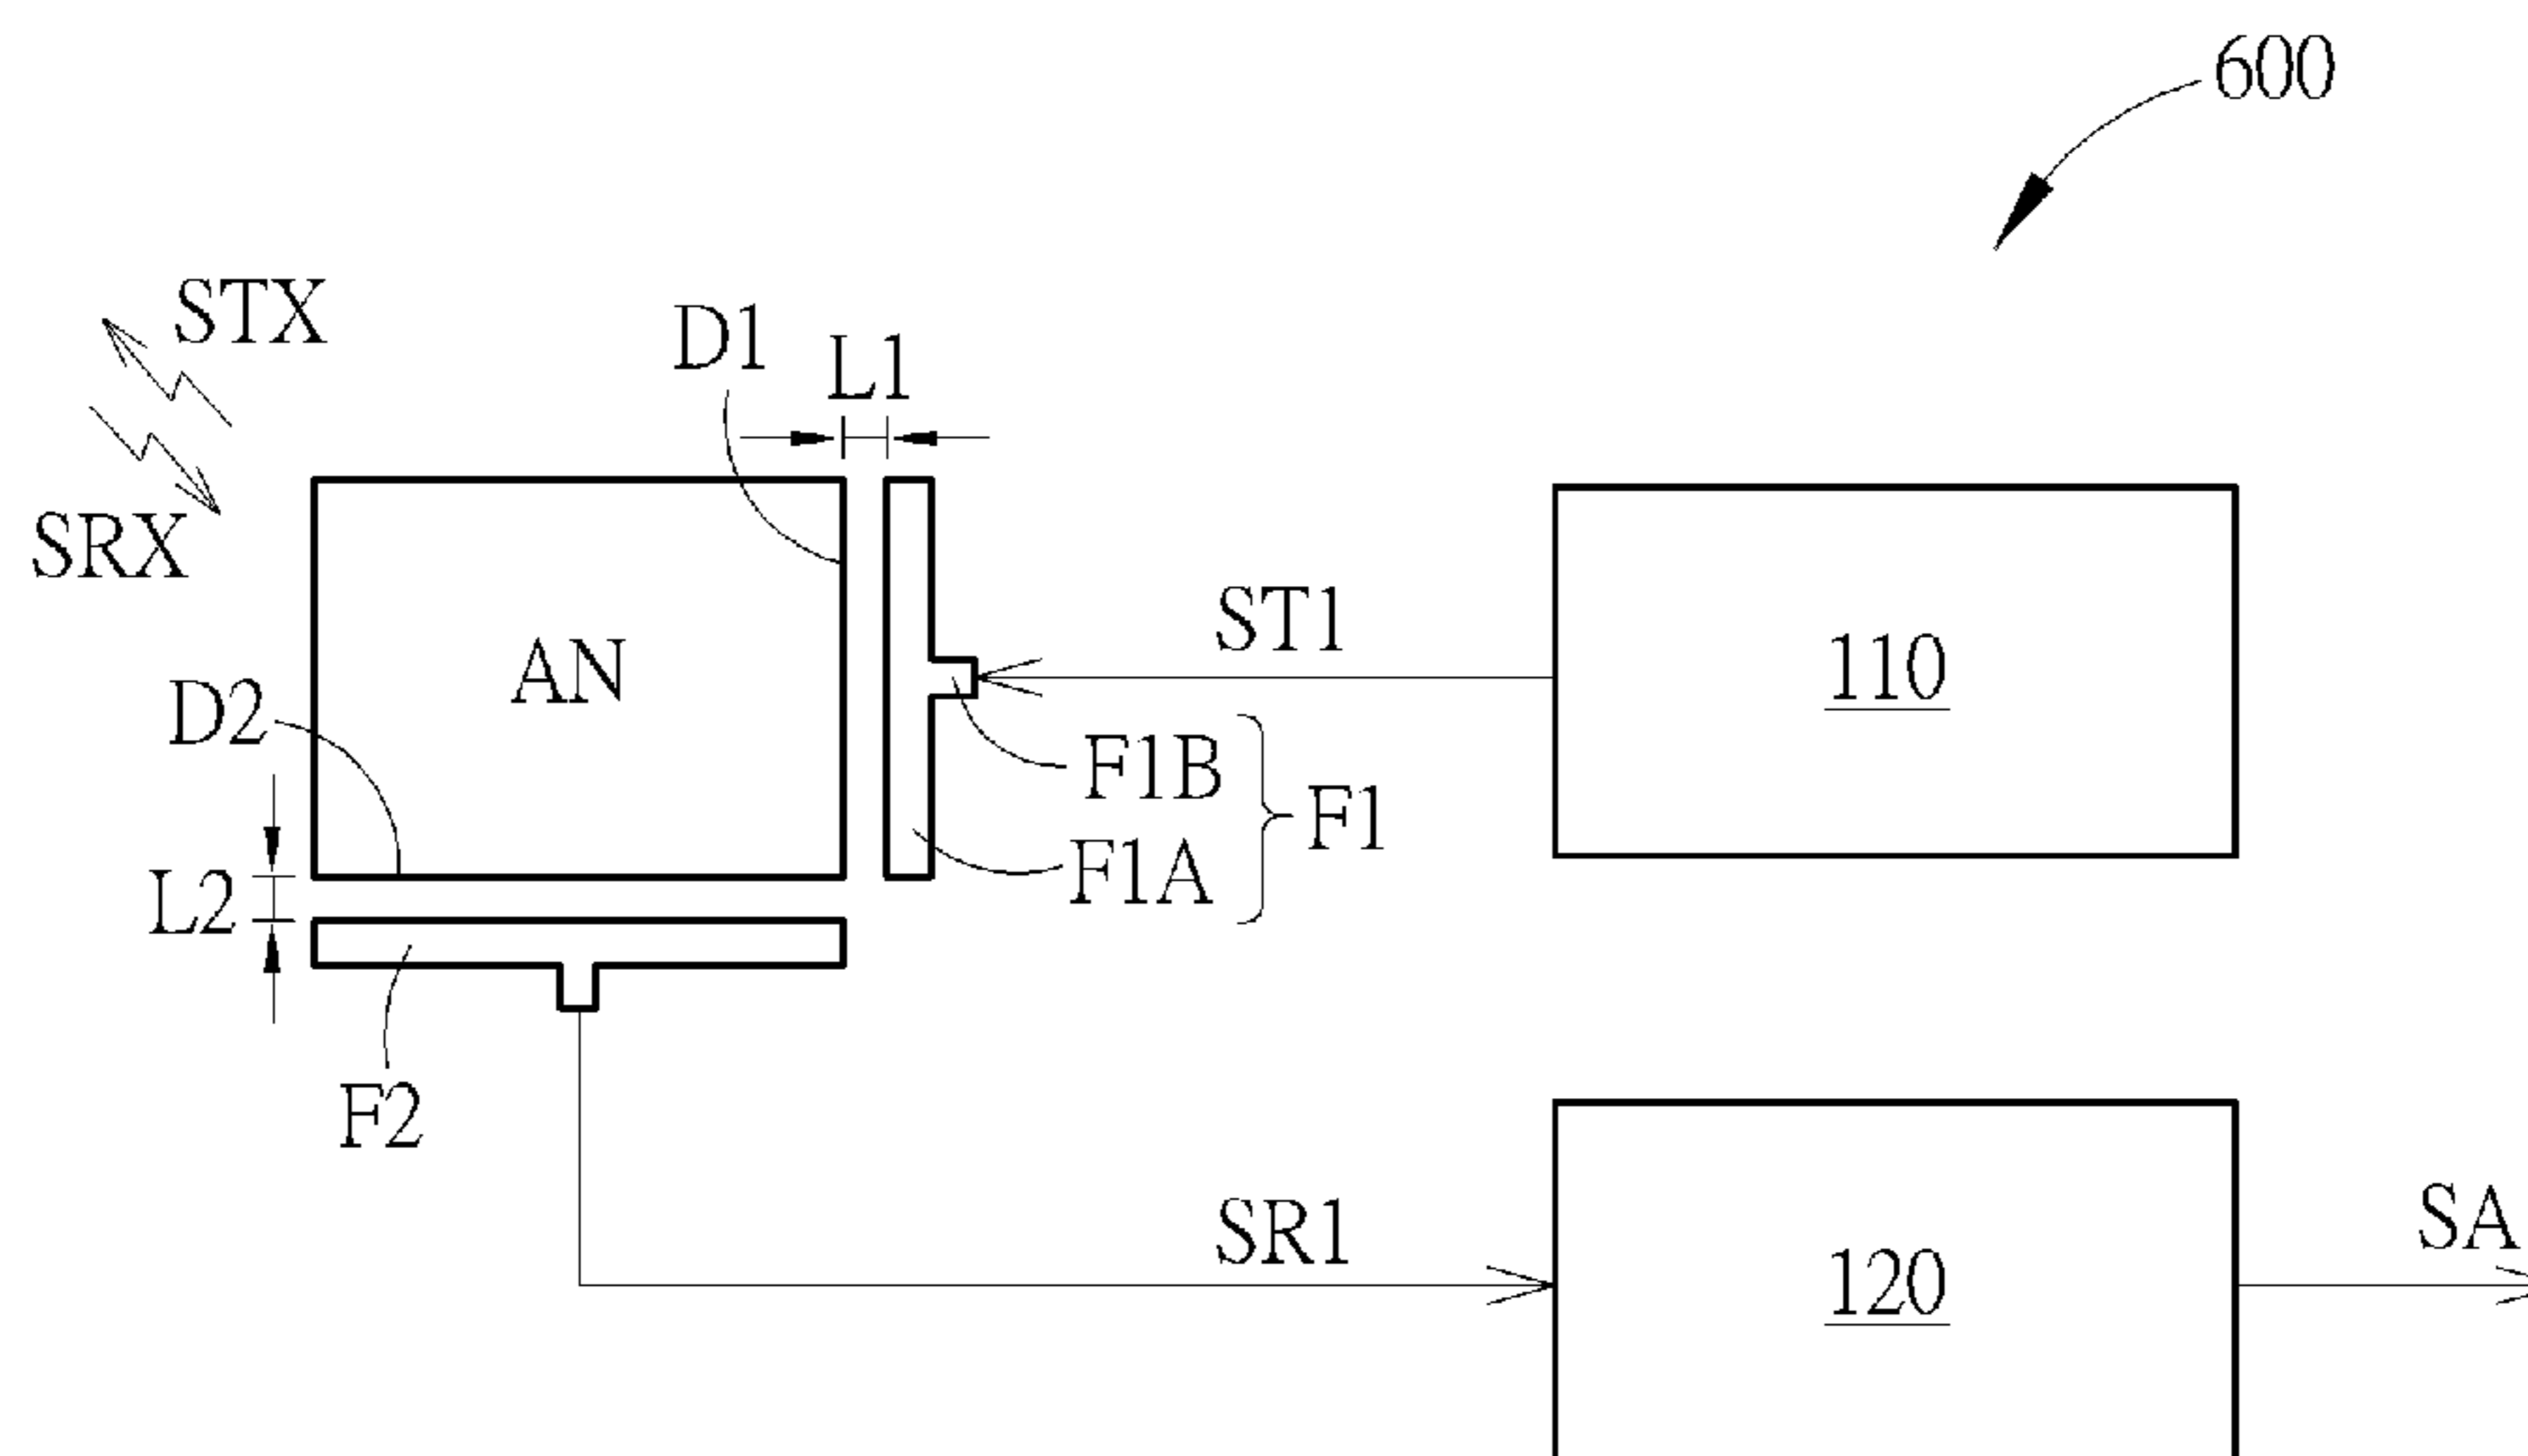 600
STX
D1
L1
SRX
ST1
AN
110
D2
F1B
F1
F1A
L2
F2
SR1
SA
120